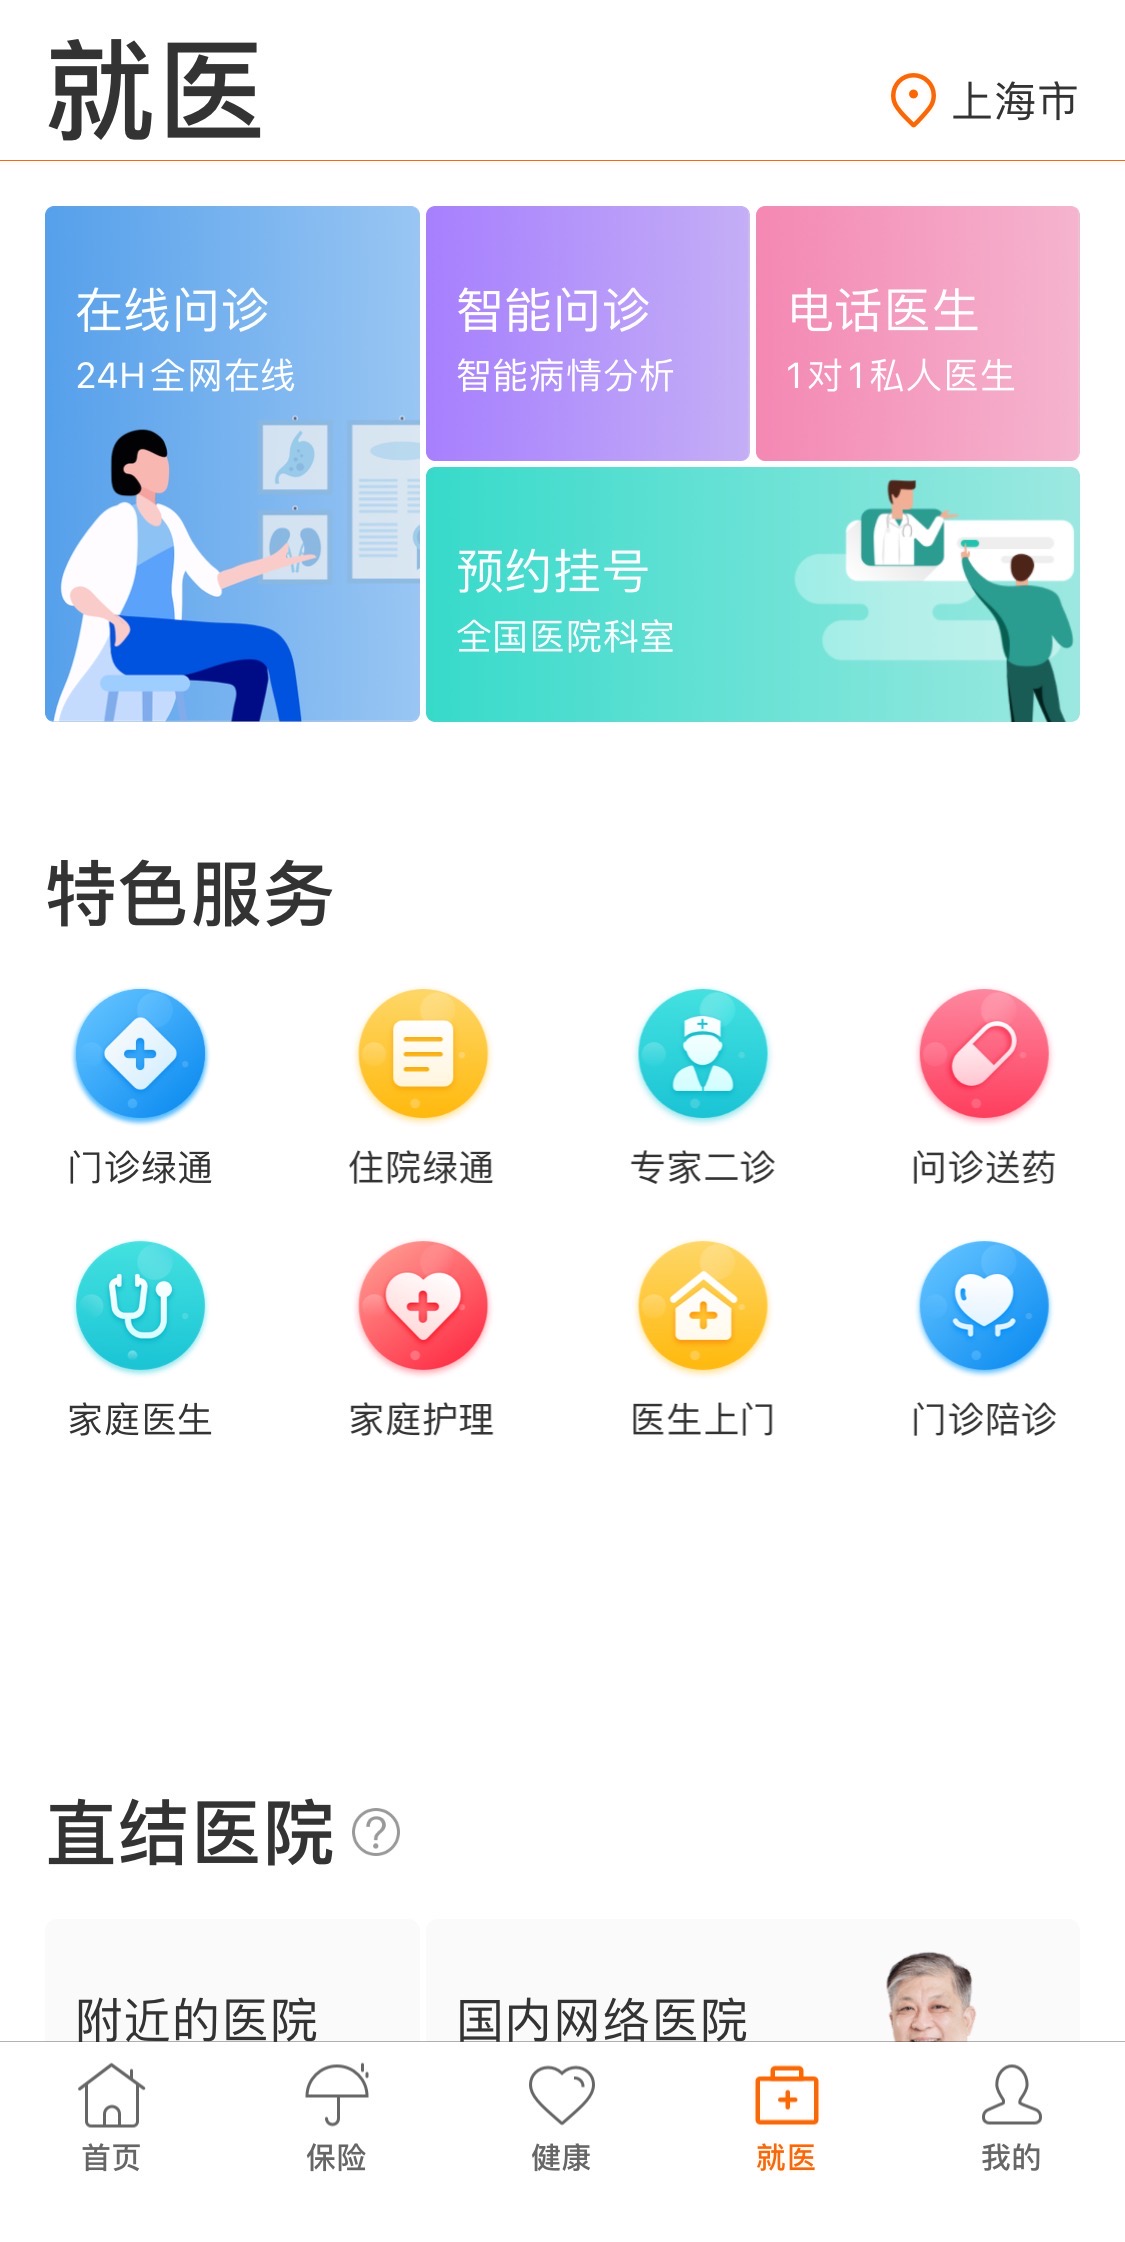 就医
上海市
在线问诊
24H全网在线
智能问诊
智能病情分析
电话医生
1对1私人医生
预约挂号
全国医院科室
特色服务
门诊绿通
住院绿通
专家二诊
问诊送药
家庭医生
家庭护理
医生上门
门诊陪诊
直结医院
附近的医院
国内网络医院
首页
保险
健康
就医
我的